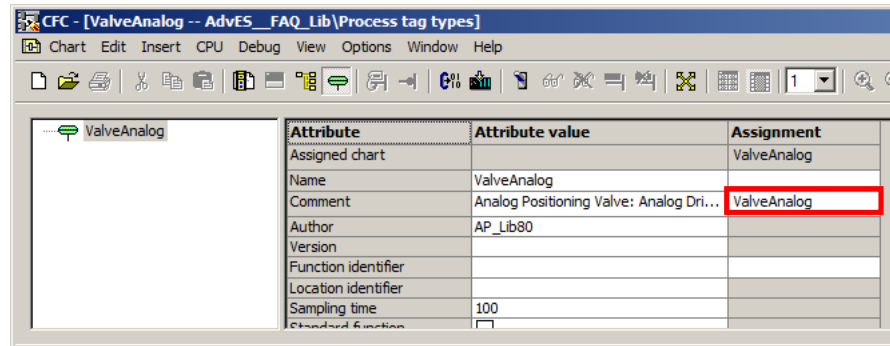 CFC - [ValveAnalog -- AdvES__FAQ_Lib\Process tag types]
Chart Edit Insert CPU Debug View Options Window Help
1
ValveAnalog
Attribute Attribute value Assignment
Assigned chart ValveAnalog
Name ValveAnalog
Comment Analog Positioning Valve: Analog Dri... ValveAnalog
Author AP_Lib80
Version
Function identifier
Location identifier
Sampling time 100
Standard function